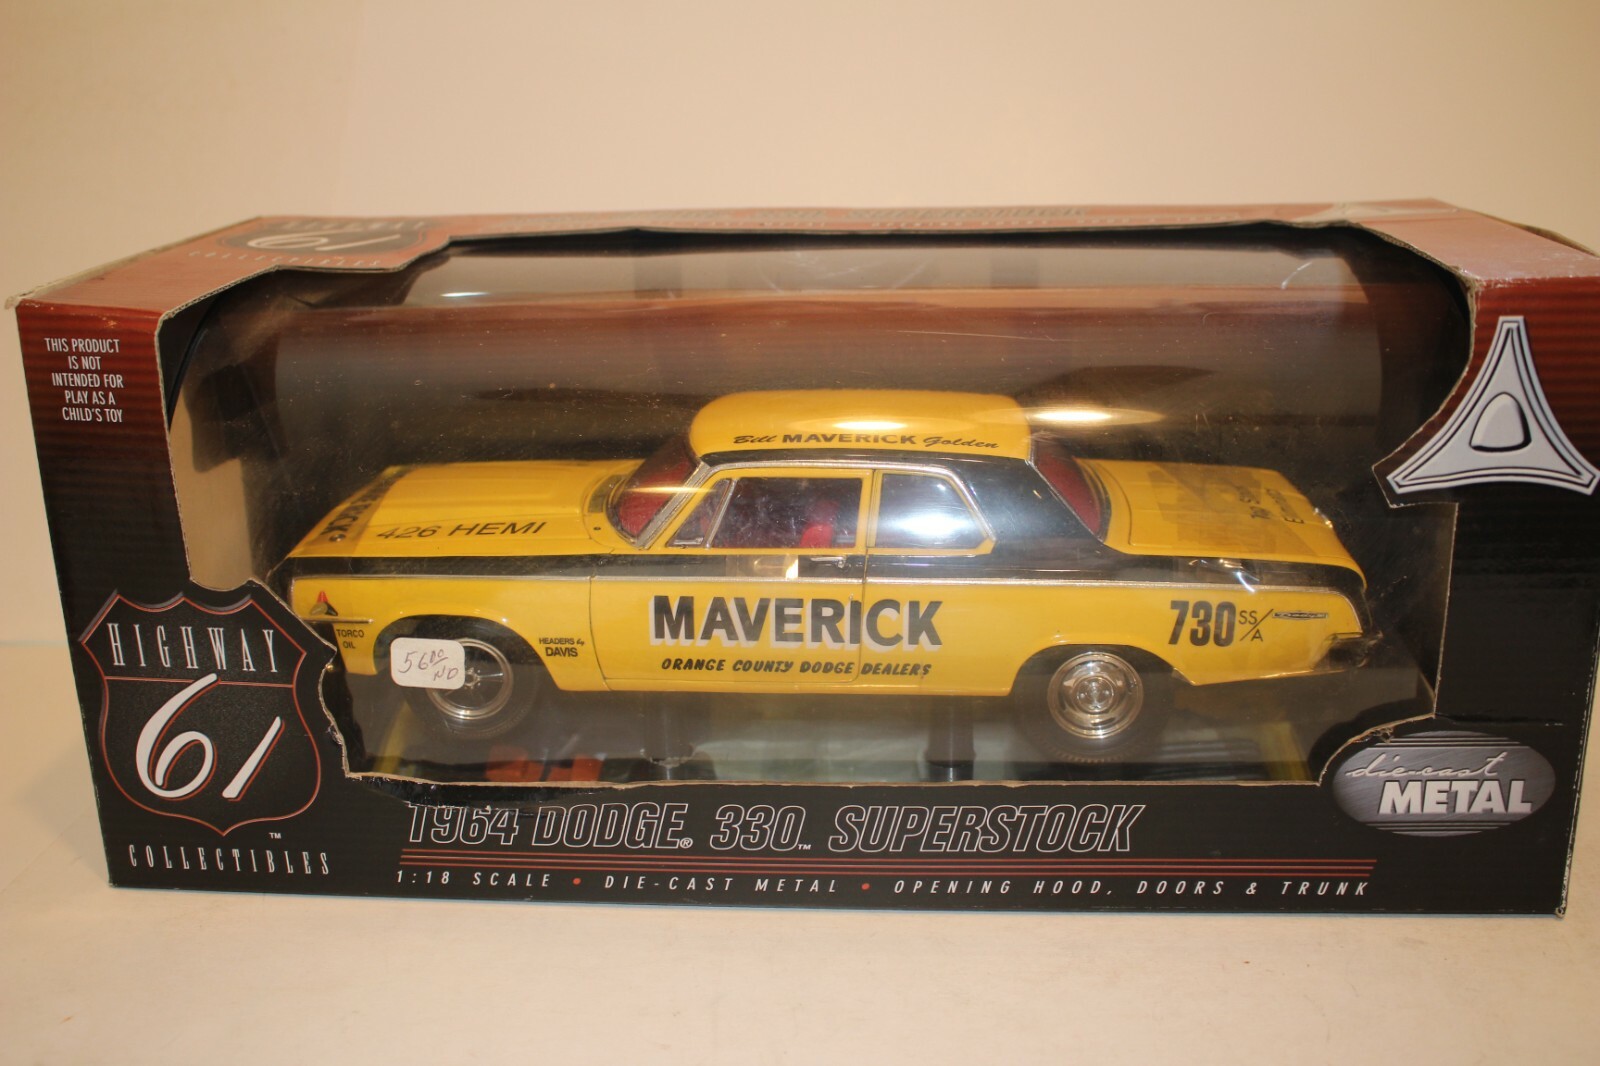 61
SUPERSTOCK
COLLECTIBLES
THIS PRODUCT
IS NOT
INTENDED FOR
PLAY AS A
CHILD'S TOY
Bill MAVERICK Golden
426 HEMI
TORCO
OIL
HEADERS by
DAVIS
MAVERICK
ORANGE COUNTY DODGE DEALERS
730 SS/A
56.00
ND
HIGHWAY
61
™
COLLECTIBLES
die-cast
METAL
1964 DODGE® 330™ SUPERSTOCK
1:18 SCALE • DIE-CAST METAL • OPENING HOOD, DOORS & TRUNK